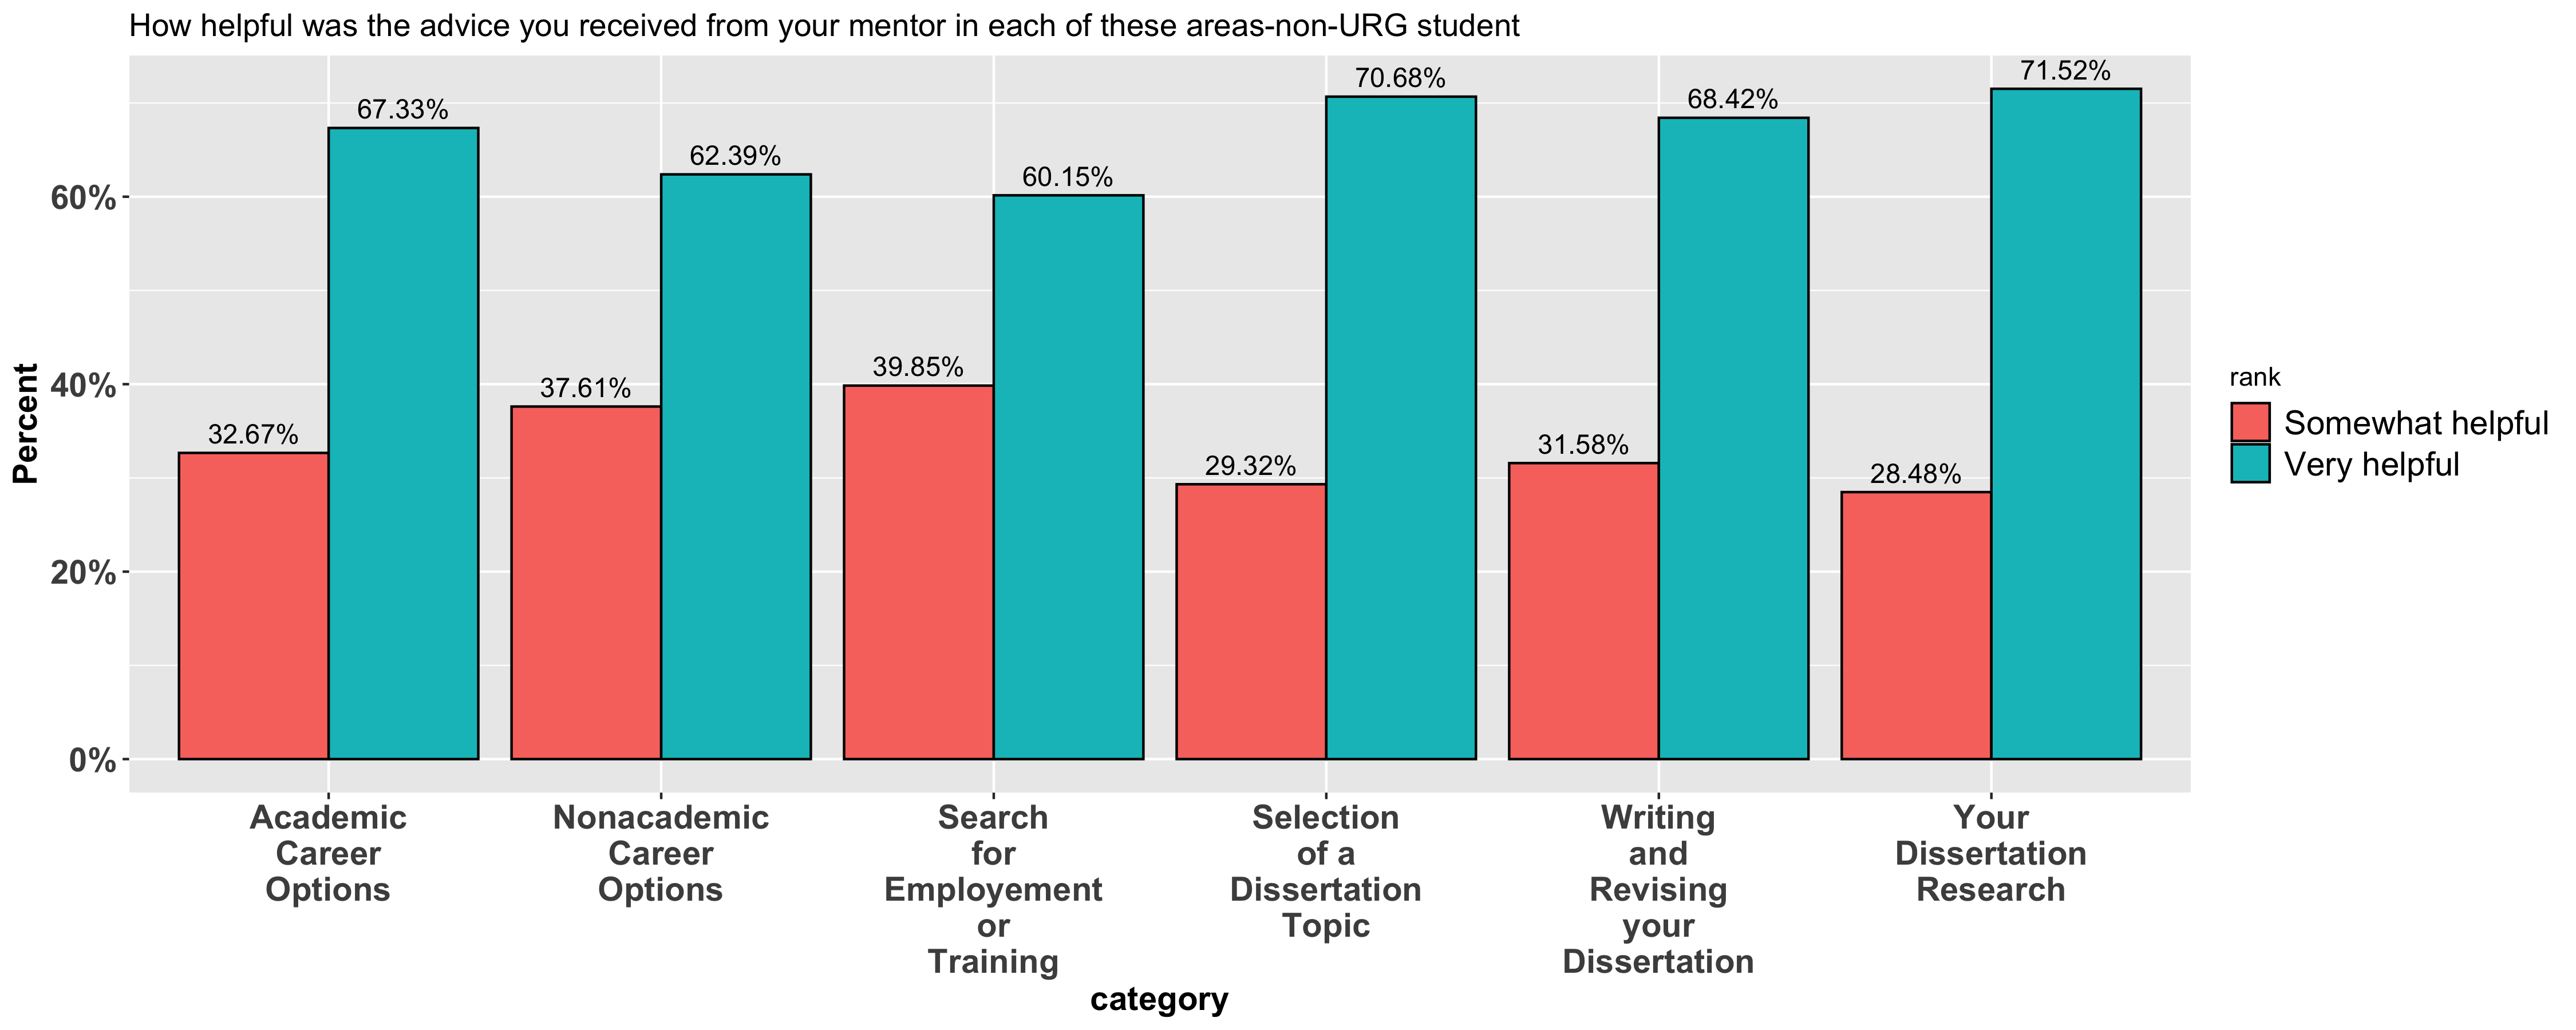 How helpful was the advice you received from your mentor in each of these areas-non-URG student
Percent
60%
40%
20%
0%
32.67%
67.33%
37.61%
62.39%
39.85%
60.15%
29.32%
70.68%
31.58%
68.42%
28.48%
71.52%
Academic
Career
Options
Nonacademic
Career
Options
Search
for
Employement
or
Training
Selection
of a
Dissertation
Topic
Writing
and
Revising
your
Dissertation
Your
Dissertation
Research
category
rank
Somewhat helpful
Very helpful